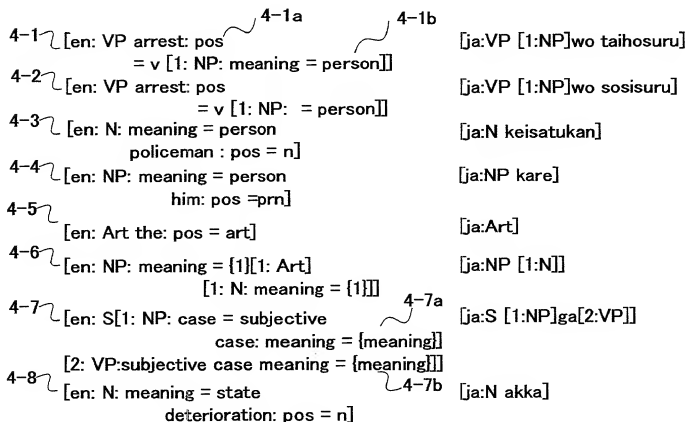 4-1a 4-1b
4-1 [en: VP arrest: pos [ja:VP [1:NP]wo taihosuru]
= v [1: NP: meaning = person]]
4-2 [en: VP arrest: pos [ja:VP [1:NP]wo sosisuru]
= v [1: NP: = person]]
4-3 [en: N: meaning = person [ja:N keisatukan]
policeman : pos = n]
4-4 [en: NP: meaning = person [ja:NP kare]
him: pos =prn]
4-5 [en: Art the: pos = art] [ja:Art]
4-6 [en: NP: meaning = {1}[1: Art] [ja:NP [1:N]]
[1: N: meaning = {1}]]
4-7 [en: S[1: NP: case = subjective 4-7a [ja:S [1:NP]ga[2:VP]]
case: meaning = {meaning}]
[2: VP:subjective case meaning = {meaning}]]
4-8 [en: N: meaning = state 4-7b [ja:N akka]
deterioration: pos = n]